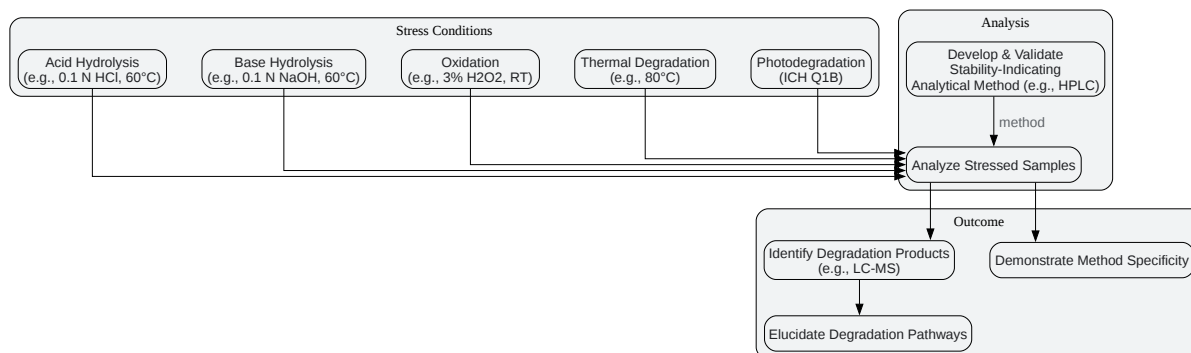 Stress Conditions
Acid Hydrolysis
(e.g., 0.1 N HCl, 60°C)
Base Hydrolysis
(e.g., 0.1 N NaOH, 60°C)
Oxidation
(e.g., 3% H2O2, RT)
Thermal Degradation
(e.g., 80°C)
Photodegradation
(ICH Q1B)
Analysis
Develop & Validate
Stability-Indicating
Analytical Method (e.g., HPLC)
method
Analyze Stressed Samples
Outcome
Identify Degradation Products
(e.g., LC-MS)
Demonstrate Method Specificity
Elucidate Degradation Pathways